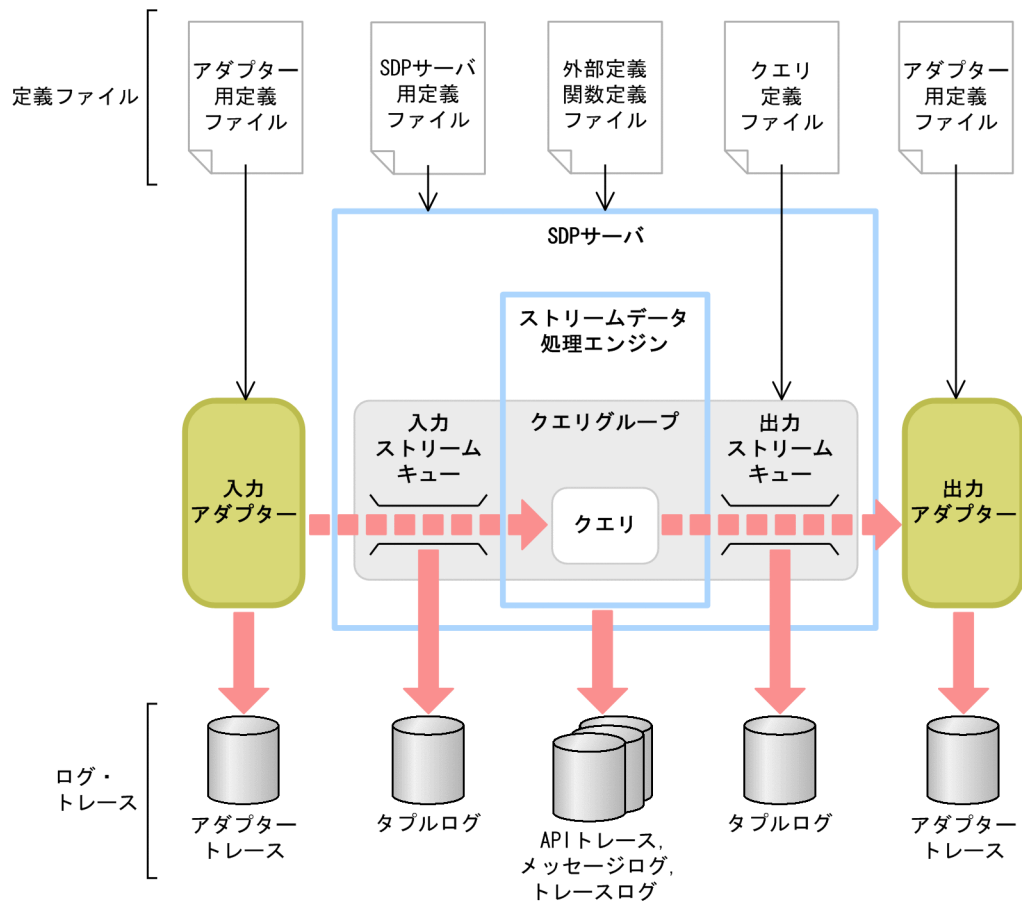 定義ファイル
アダプター
用定義
ファイル
SDPサーバ
用定義
ファイル
外部定義
関数定義
ファイル
クエリ
定義
ファイル
アダプター
用定義
ファイル
SDPサーバ
ストリームデータ
処理エンジン
入力
ストリーム
キュー
クエリグループ
出力
ストリーム
キュー
入力
アダプター
クエリ
出力
アダプター
ログ・
トレース
アダプター
トレース
タプルログ
APIトレース,
メッセージログ,
トレースログ
タプルログ
アダプター
トレース